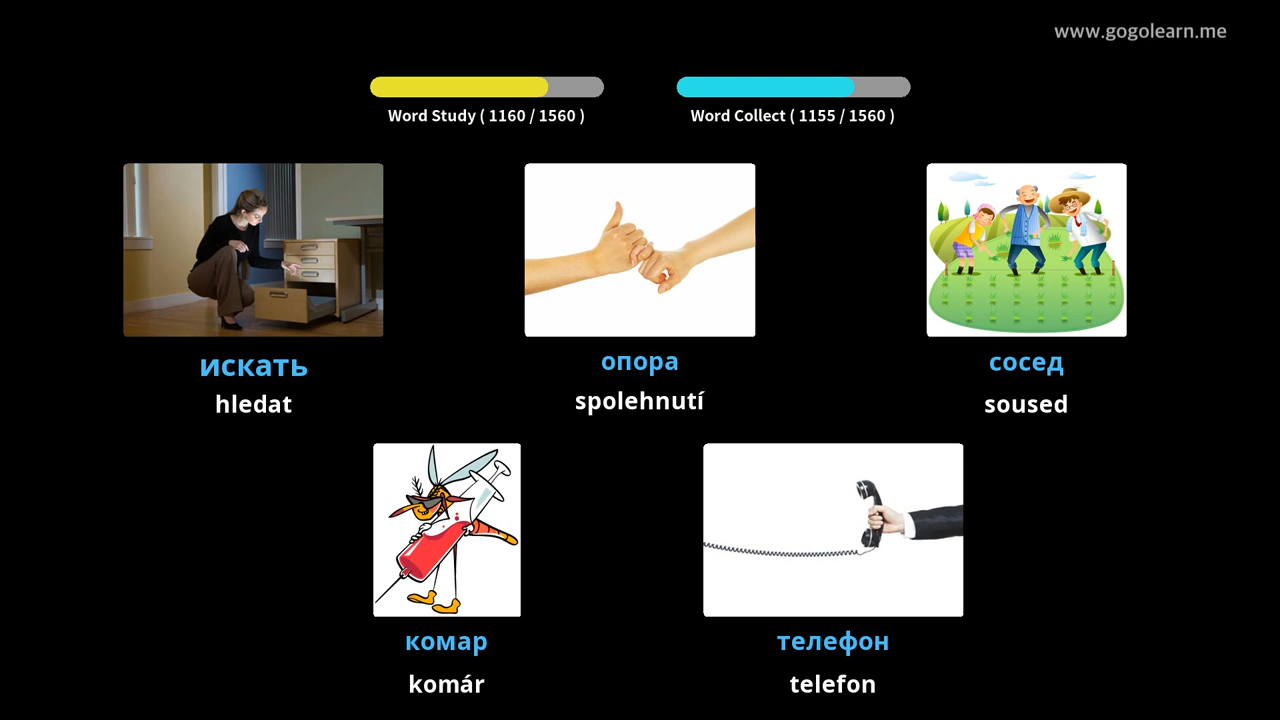 www.gogolearn.me
Word Study ( 1160 / 1560 )
Word Collect ( 1155 / 1560 )
искать
hledat
опора
spolehnutí
сосед
soused
комар
komár
телефон
telefon